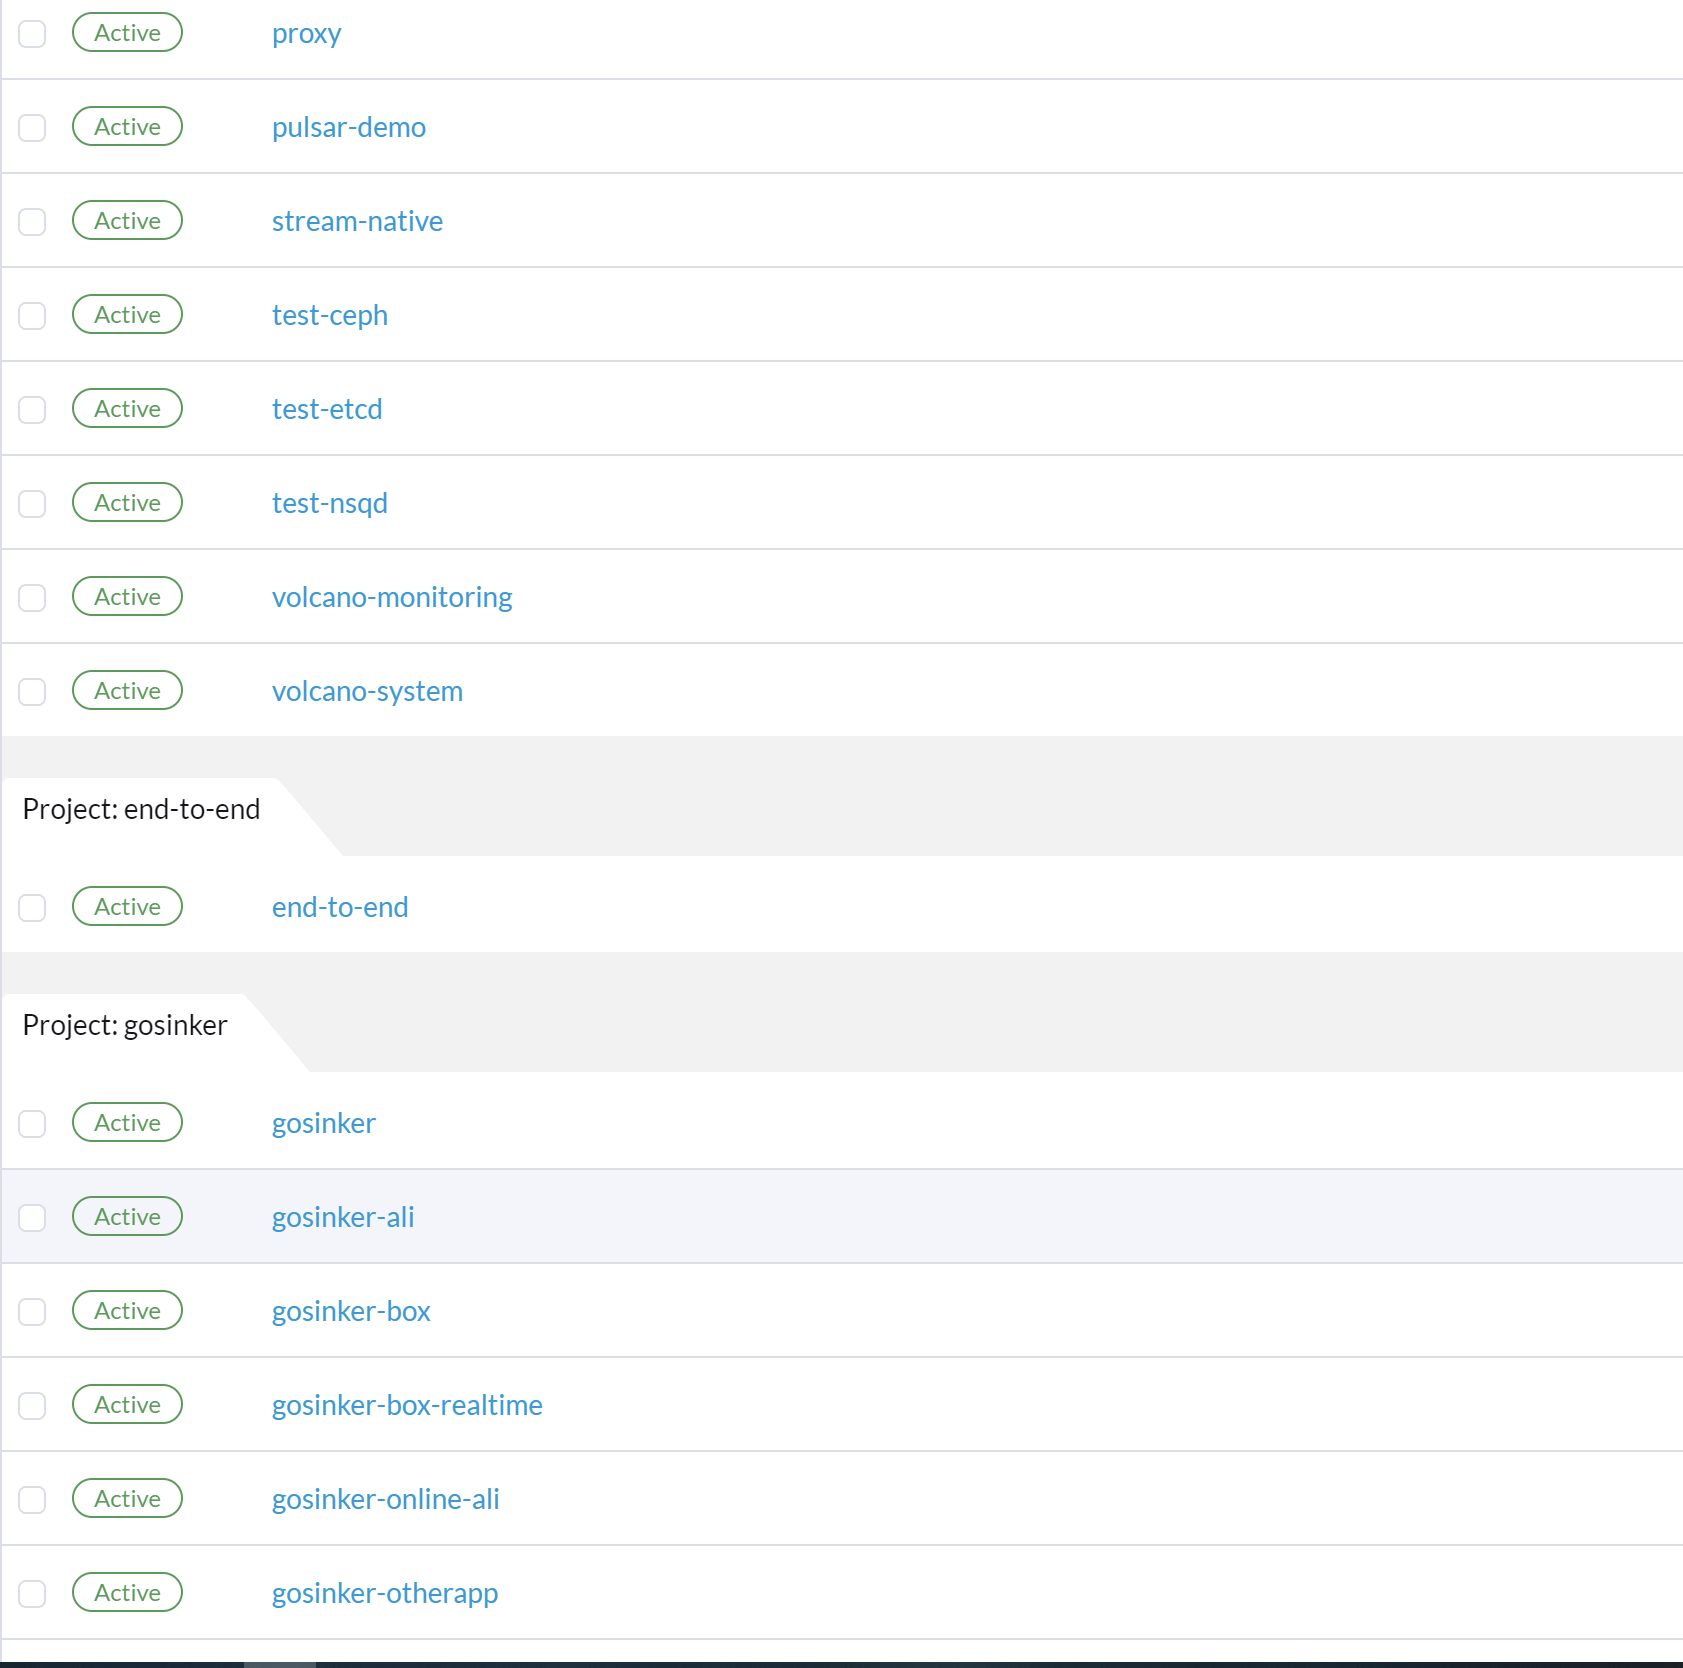 Active proxy
Active pulsar-demo
Active stream-native
Active test-ceph
Active test-etcd
Active test-nsqd
Active volcano-monitoring
Active volcano-system
Project: end-to-end
Active end-to-end
Project: gosinker
Active gosinker
Active gosinker-ali
Active gosinker-box
Active gosinker-box-realtime
Active gosinker-online-ali
Active gosinker-otherapp